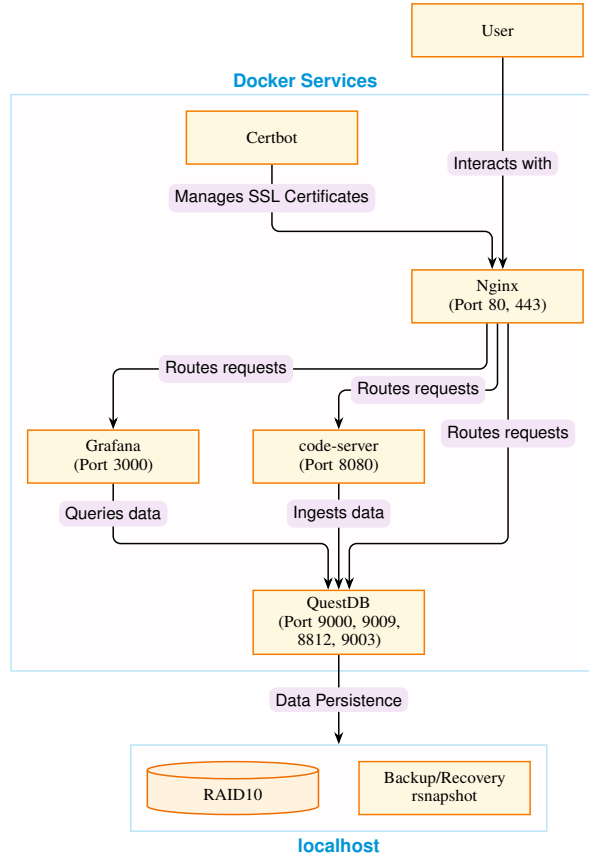 User
Docker Services
Certbot
Interacts with
Manages SSL Certificates
Nginx
(Port 80, 443)
Routes requests
Routes requests
Routes requests
Grafana
(Port 3000)
code-server
(Port 8080)
Queries data
Ingests data
QuestDB
(Port 9000, 9009,
8812, 9003)
Data Persistence
RAID10
Backup/Recovery
rsnapshot
localhost